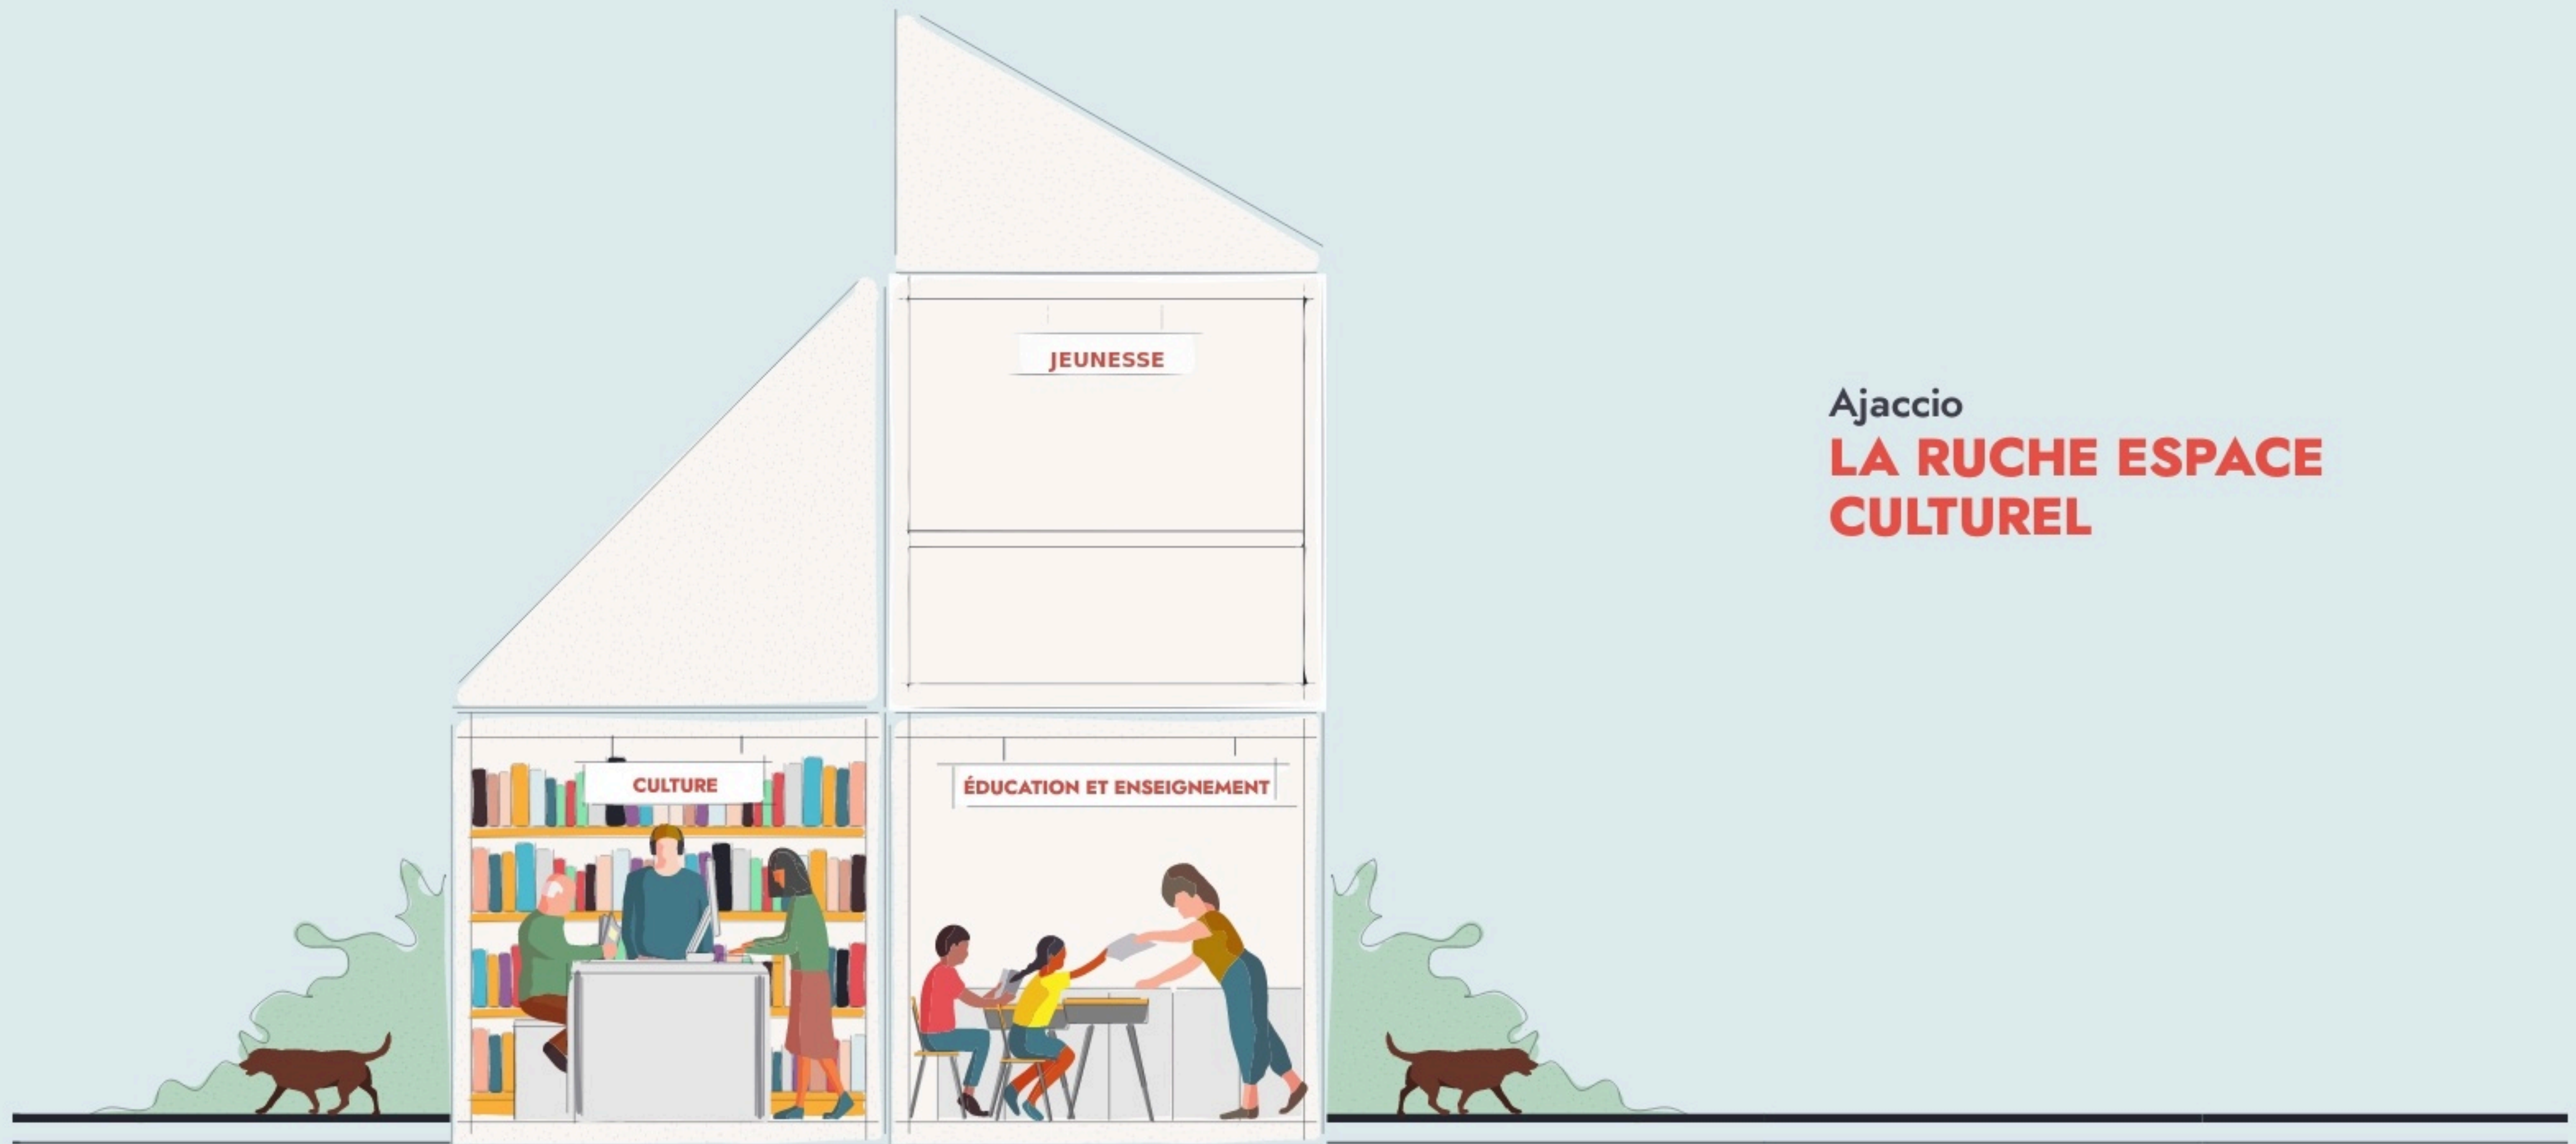 JEUNESSE
Ajaccio
LA RUCHE ESPACE
CULTUREL
CULTURE
ÉDUCATION ET ENSEIGNEMENT